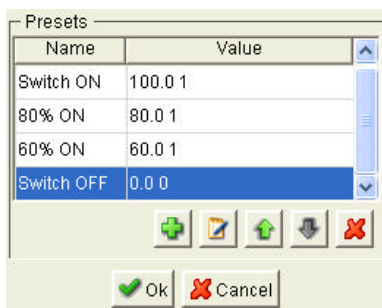 Presets
Name Value
Switch ON 100.0 1
80% ON 80.0 1
60% ON 60.0 1
Switch OFF 0.0 0
Ok Cancel